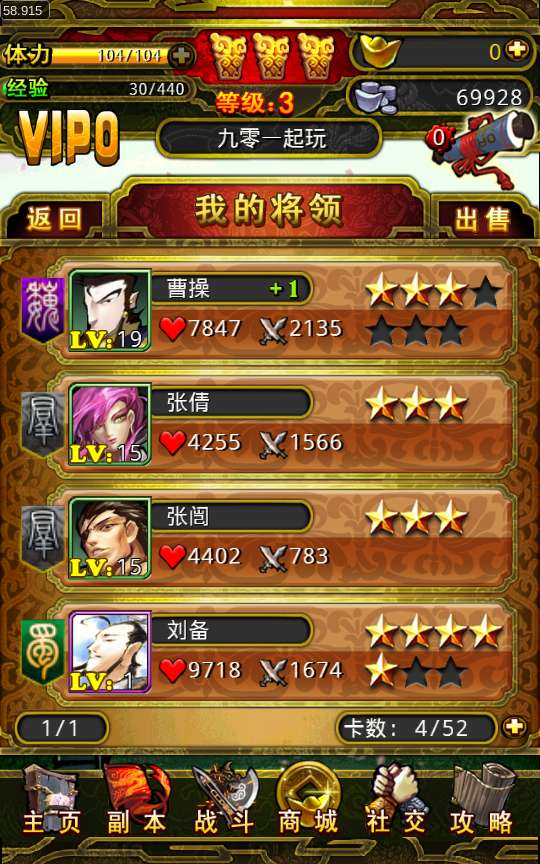 58.915
体力 104/104
0
经验 30/440
等级:3
69928
VIP0
九零一起玩
0
返回
我的将领
出售
魏
曹操 +1
LV:19 7847 2135
群
张倩
LV:15 4255 1566
群
张闿
LV:15 4402 783
蜀
刘备
LV: 1 9718 1674
1/1
卡数: 4/52
主页 副本 战斗 商城 社交 攻略